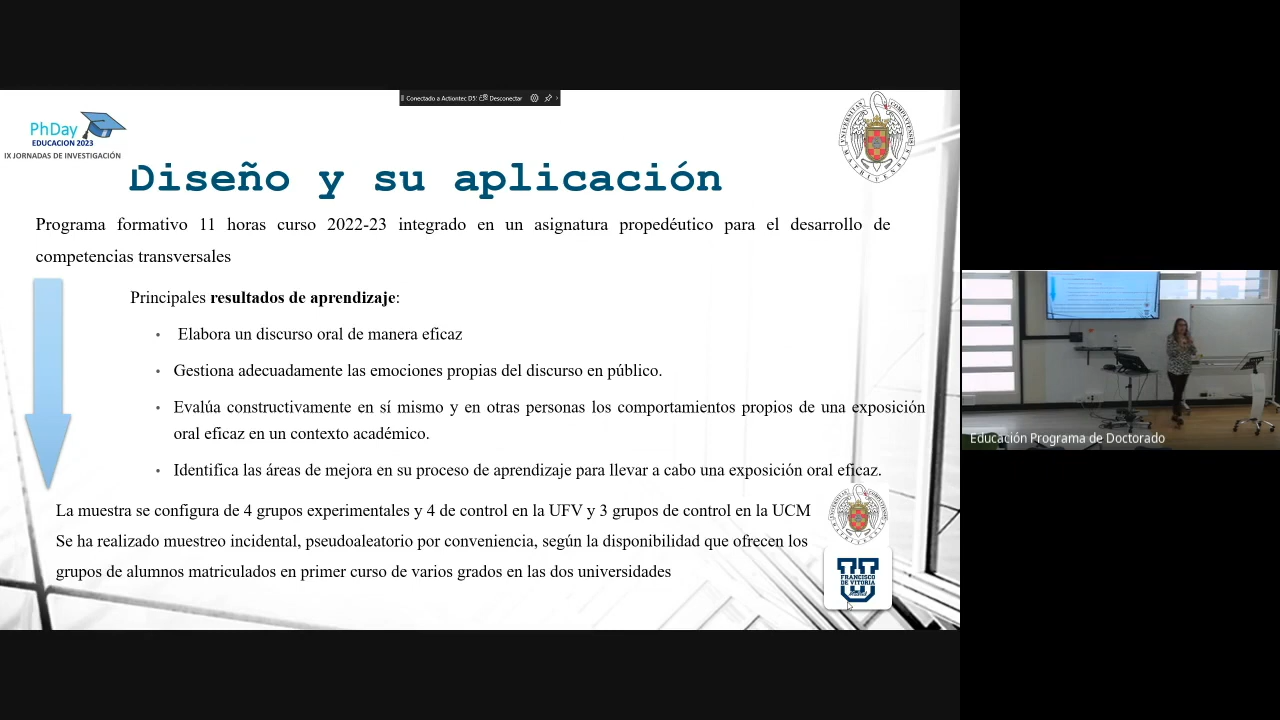 Conectado a Actiontec D5: Desconectar
PhDay
EDUCACION 2023
IX JORNADAS DE INVESTIGACIÓN
Diseño y su aplicación
Programa formativo 11 horas curso 2022-23 integrado en un asignatura propedéutico para el desarrollo de
competencias transversales
Principales resultados de aprendizaje:
• Elabora un discurso oral de manera eficaz
• Gestiona adecuadamente las emociones propias del discurso en público.
• Evalúa constructivamente en sí mismo y en otras personas los comportamientos propios de una exposición
oral eficaz en un contexto académico.
• Identifica las áreas de mejora en su proceso de aprendizaje para llevar a cabo una exposición oral eficaz.
La muestra se configura de 4 grupos experimentales y 4 de control en la UFV y 3 grupos de control en la UCM
Se ha realizado muestreo incidental, pseudoaleatorio por conveniencia, según la disponibilidad que ofrecen los
grupos de alumnos matriculados en primer curso de varios grados en las dos universidades
FRANCISCO
DE VITORIA
Educación Programa de Doctorado